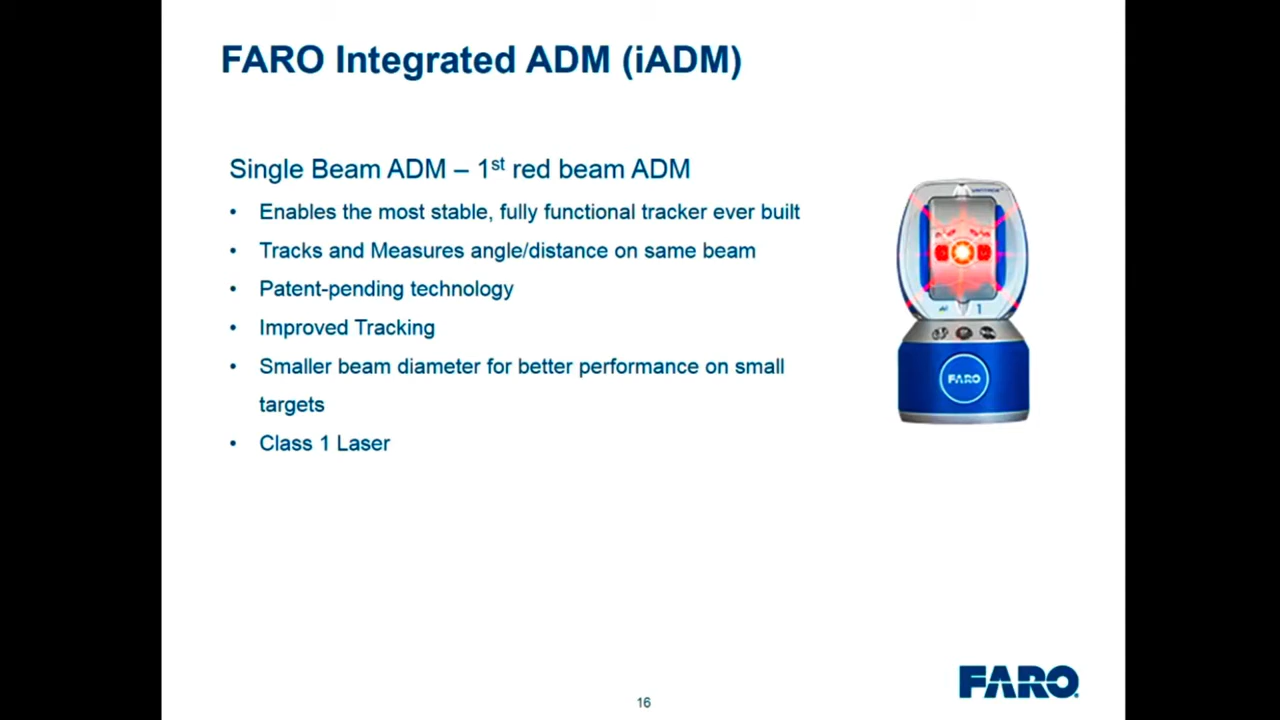 FARO Integrated ADM (iADM)
Single Beam ADM – 1st red beam ADM
• Enables the most stable, fully functional tracker ever built
• Tracks and Measures angle/distance on same beam
• Patent-pending technology
• Improved Tracking
• Smaller beam diameter for better performance on small
targets
• Class 1 Laser
1
FARO
FARO
16